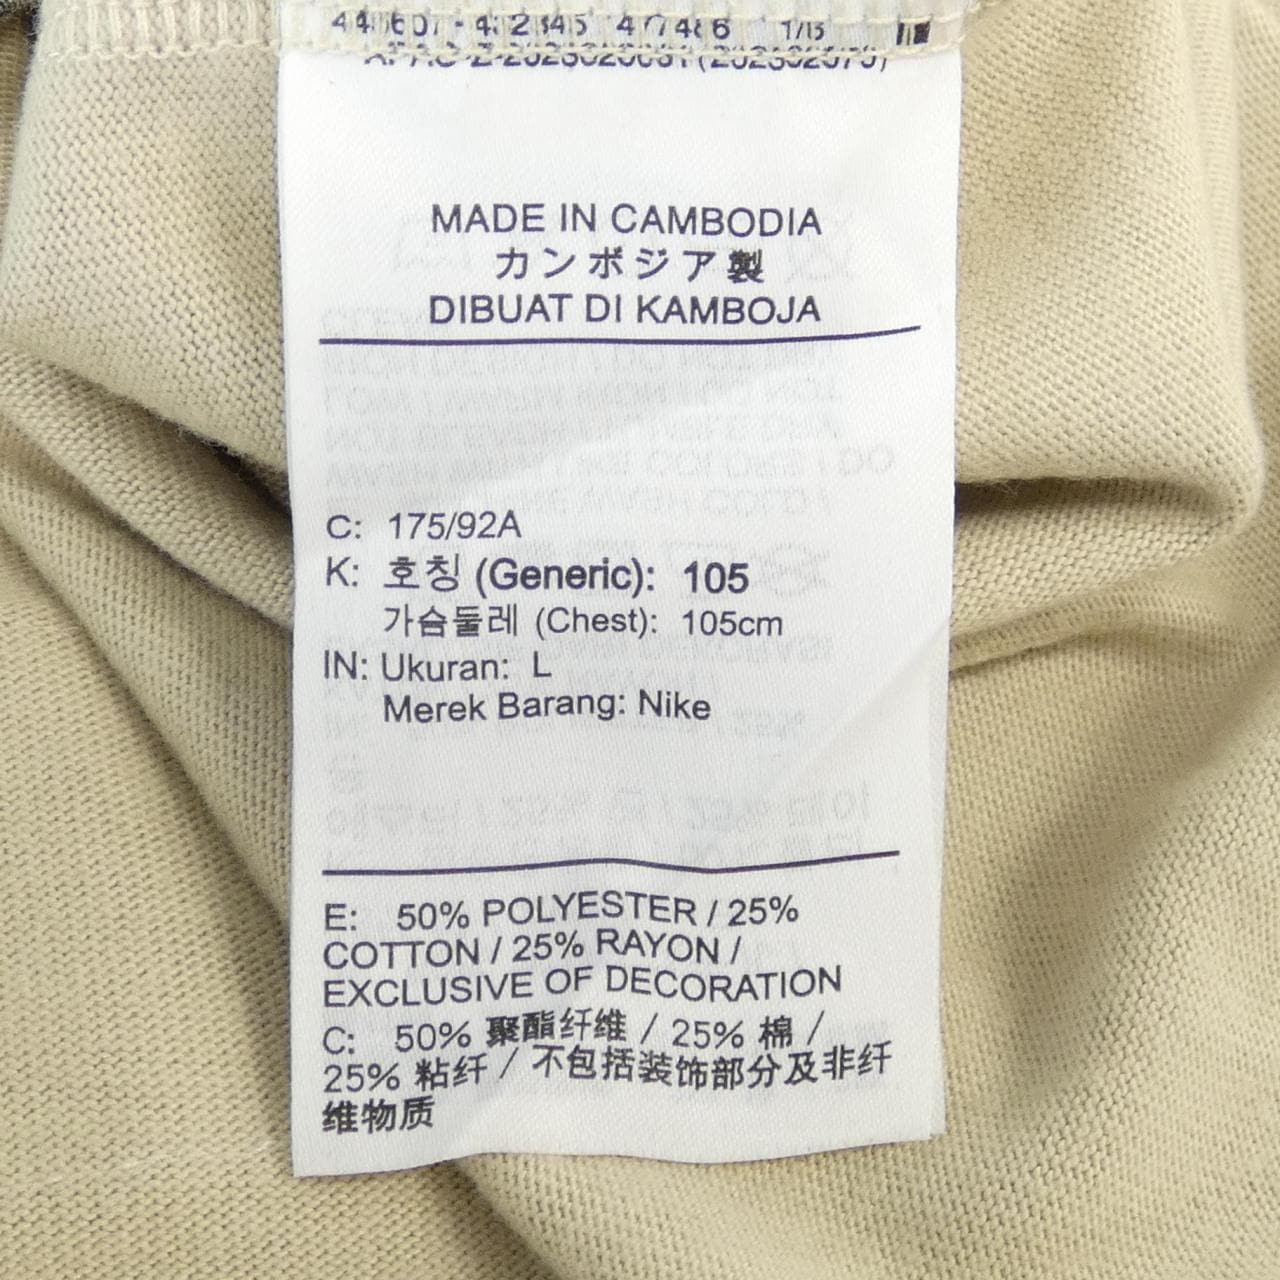 MADE IN CAMBODIA
カンボジア製
DIBUAT DI KAMBOJA
C: 175/92A
K: 호칭 (Generic): 105
가슴둘레 (Chest): 105cm
IN: Ukuran: L
Merek Barang: Nike
E: 50% POLYESTER / 25%
COTTON / 25% RAYON /
EXCLUSIVE OF DECORATION
C: 50% 聚酯纤维 / 25% 棉 /
25% 粘纤 / 不包括装饰部分及非纤
维物质